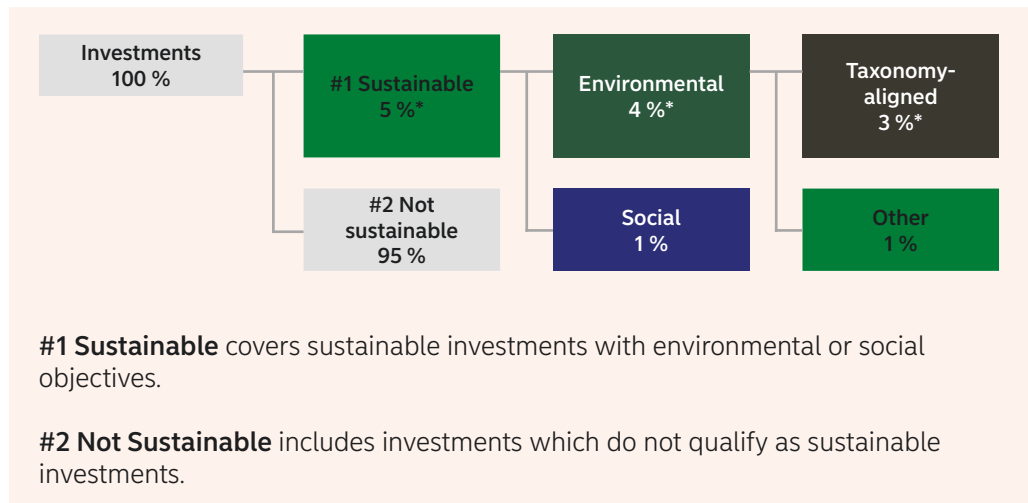 Investments
100 %
#1 Sustainable
5 %*
Environmental
4 %*
Taxonomy-
aligned
3 %*
#2 Not
sustainable
95 %
Social
1 %
Other
1 %
#1 Sustainable covers sustainable investments with environmental or social
objectives.
#2 Not Sustainable includes investments which do not qualify as sustainable
investments.